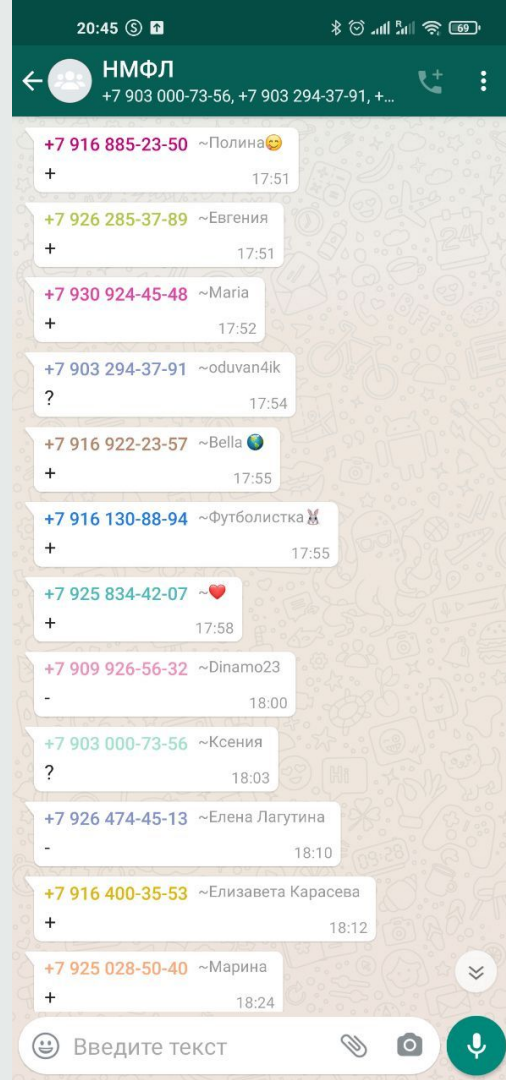 20:45
69
НМФЛ
+7 903 000-73-56, +7 903 294-37-91, +...
+7 916 885-23-50 ~Полина😋
+
17:51
+7 926 285-37-89 ~Евгения
+
17:51
+7 930 924-45-48 ~Maria
+
17:52
+7 903 294-37-91 ~oduvan4ik
?
17:54
+7 916 922-23-57 ~Bella 🌎
+
17:55
+7 916 130-88-94 ~Футболистка🐰
+
17:55
+7 925 834-42-07 ~❤️
+
17:58
+7 909 926-56-32 ~Dinamo23
-
18:00
+7 903 000-73-56 ~Ксения
?
18:03
+7 926 474-45-13 ~Елена Лагутина
-
18:10
+7 916 400-35-53 ~Елизавета Карасева
+
18:12
+7 925 028-50-40 ~Марина
+
18:24
Введите текст